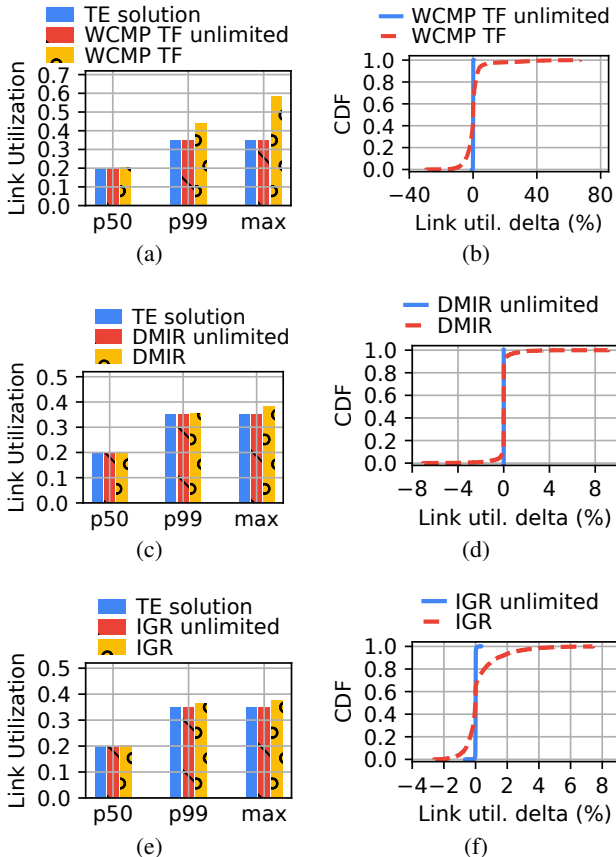 TE solution
WCMP TF unlimited
WCMP TF
Link Utilization
0.7
0.6
0.5
0.4
0.3
0.2
0.1
0.0
p50 p99 max
(a)
WCMP TF unlimited
WCMP TF
CDF
1.0
0.8
0.6
0.4
0.2
0.0
−40 0 40 80
Link util. delta (%)
(b)
TE solution
DMIR unlimited
DMIR
Link Utilization
0.5
0.4
0.3
0.2
0.1
0.0
p50 p99 max
(c)
DMIR unlimited
DMIR
CDF
1.0
0.8
0.6
0.4
0.2
0.0
−8 −4 0 4 8
Link util. delta (%)
(d)
TE solution
IGR unlimited
IGR
Link Utilization
0.5
0.4
0.3
0.2
0.1
0.0
p50 p99 max
(e)
IGR unlimited
IGR
CDF
1.0
0.8
0.6
0.4
0.2
0.0
−4 −2 0 2 4 6 8
Link util. delta (%)
(f)